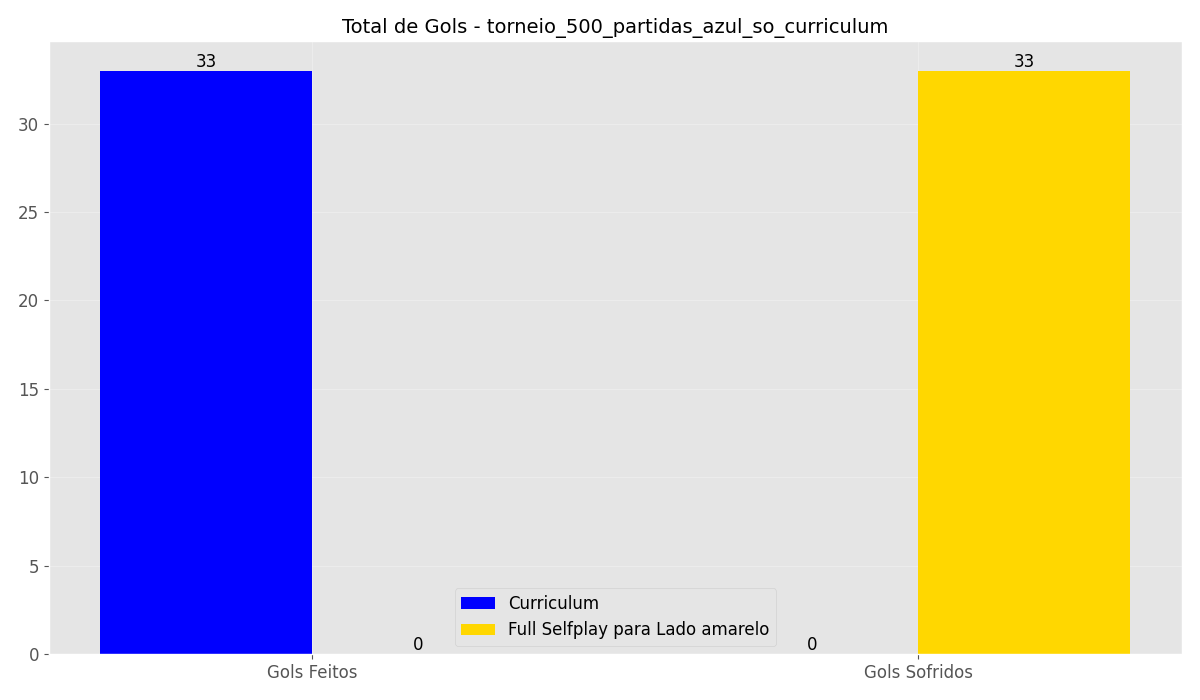 Total de Gols - torneio_500_partidas_azul_so_curriculum
33
33
30
25
20
15
10
5
0
0
0
Curriculum
Full Selfplay para Lado amarelo
Gols Feitos
Gols Sofridos